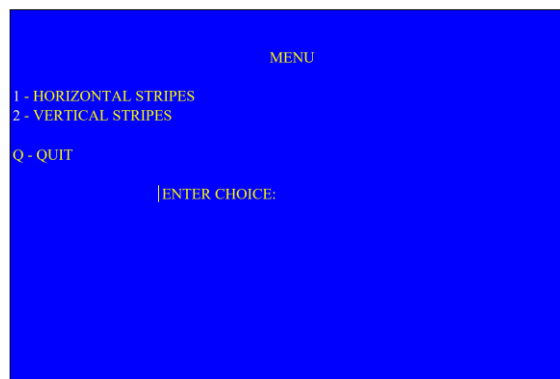 MENU
1 - HORIZONTAL STRIPES
2 - VERTICAL STRIPES
Q - QUIT
ENTER CHOICE: